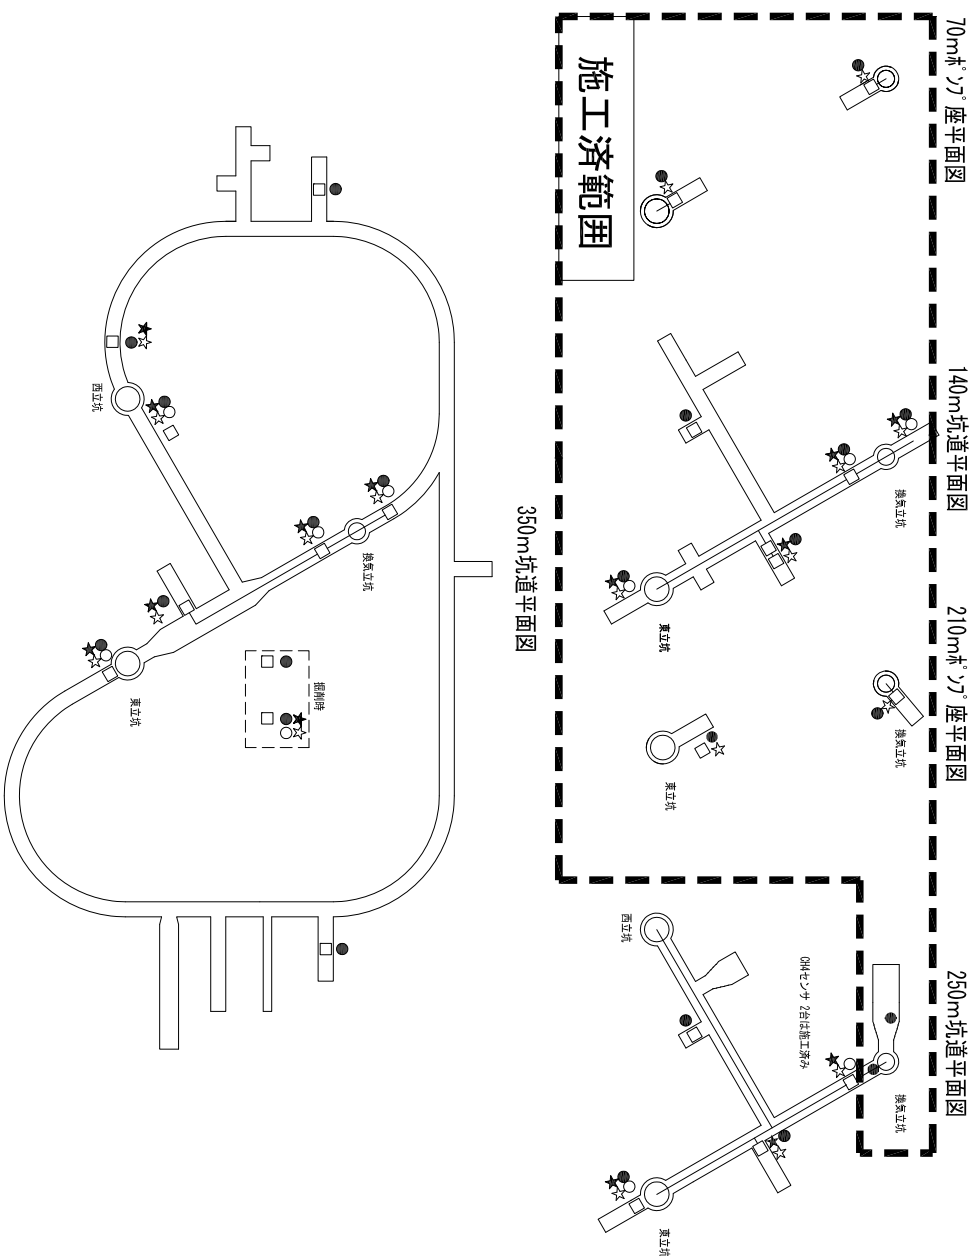 70mﾎﾟﾝﾌﾟ座平面図
140m坑道平面図
210mﾎﾟﾝﾌﾟ座平面図
250m坑道平面図
施工済範囲
換気立坑
東立坑
換気立坑
東立坑
西立坑
CH4センサ 2台は施工済み
換気立坑
東立坑
350m坑道平面図
西立坑
換気立坑
東立坑
掘削時